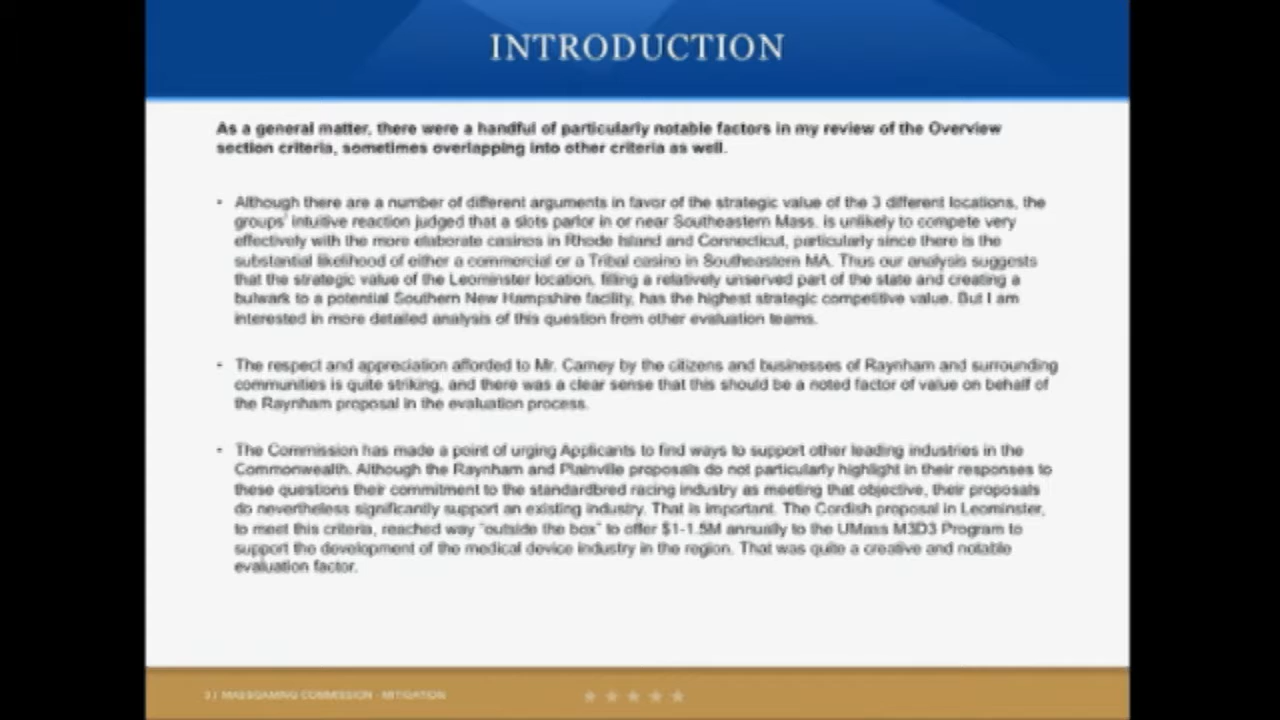 INTRODUCTION
As a general matter, there were a handful of particularly notable factors in my review of the Overview
section criteria, sometimes overlapping into other criteria as well.
• Although there are a number of different arguments in favor of the strategic value of the 3 different locations, the
groups' intuitive reaction judged that a slots parlor in or near Southeastern Mass. is unlikely to compete very
effectively with the more elaborate casinos in Rhode Island and Connecticut, particularly since there is the
substantial likelihood of either a commercial or a Tribal casino in Southeastern MA. Thus our analysis suggests
that the strategic value of the Leominster location, filling a relatively unserved part of the state and creating a
bulwark to a potential Southern New Hampshire facility, has the highest strategic competitive value. But I am
interested in more detailed analysis of this question from other evaluation teams.
• The respect and appreciation afforded to Mr. Carney by the citizens and businesses of Raynham and surrounding
communities is quite striking, and there was a clear sense that this should be a noted factor of value on behalf of
the Raynham proposal in the evaluation process.
• The Commission has made a point of urging Applicants to find ways to support other leading industries in the
Commonwealth. Although the Raynham and Plainville proposals do not particularly highlight in their responses to
these questions their commitment to the standardbred racing industry as meeting that objective, their proposals
do nevertheless significantly support an existing industry. That is important. The Cordish proposal in Leominster,
to meet this criteria, reached way "outside the box" to offer $1-1.5M annually to the UMass M3D3 Program to
support the development of the medical device industry in the region. That was quite a creative and notable
evaluation factor.
3 | MASSGAMING COMMISSION - MITIGATION